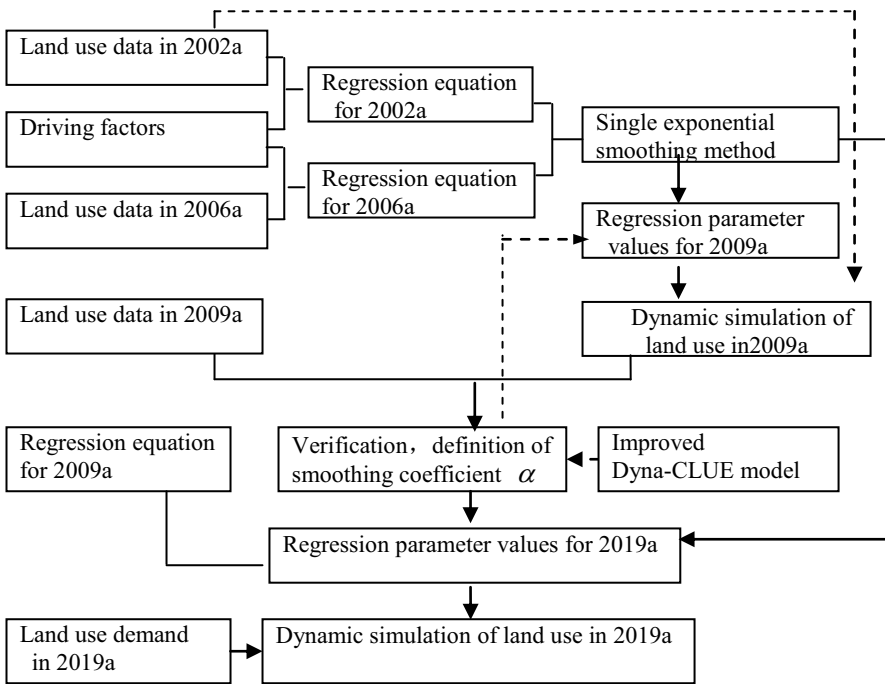 Land use data in 2002a
Driving factors
Land use data in 2006a
Regression equation
for 2002a
Regression equation
for 2006a
Single exponential
smoothing method
Regression parameter
values for 2009a
Land use data in 2009a
Dynamic simulation of
land use in2009a
Regression equation
for 2009a
Verification，definition of
smoothing coefficient α
Improved
Dyna-CLUE model
Regression parameter values for 2019a
Land use demand
in 2019a
Dynamic simulation of land use in 2019a